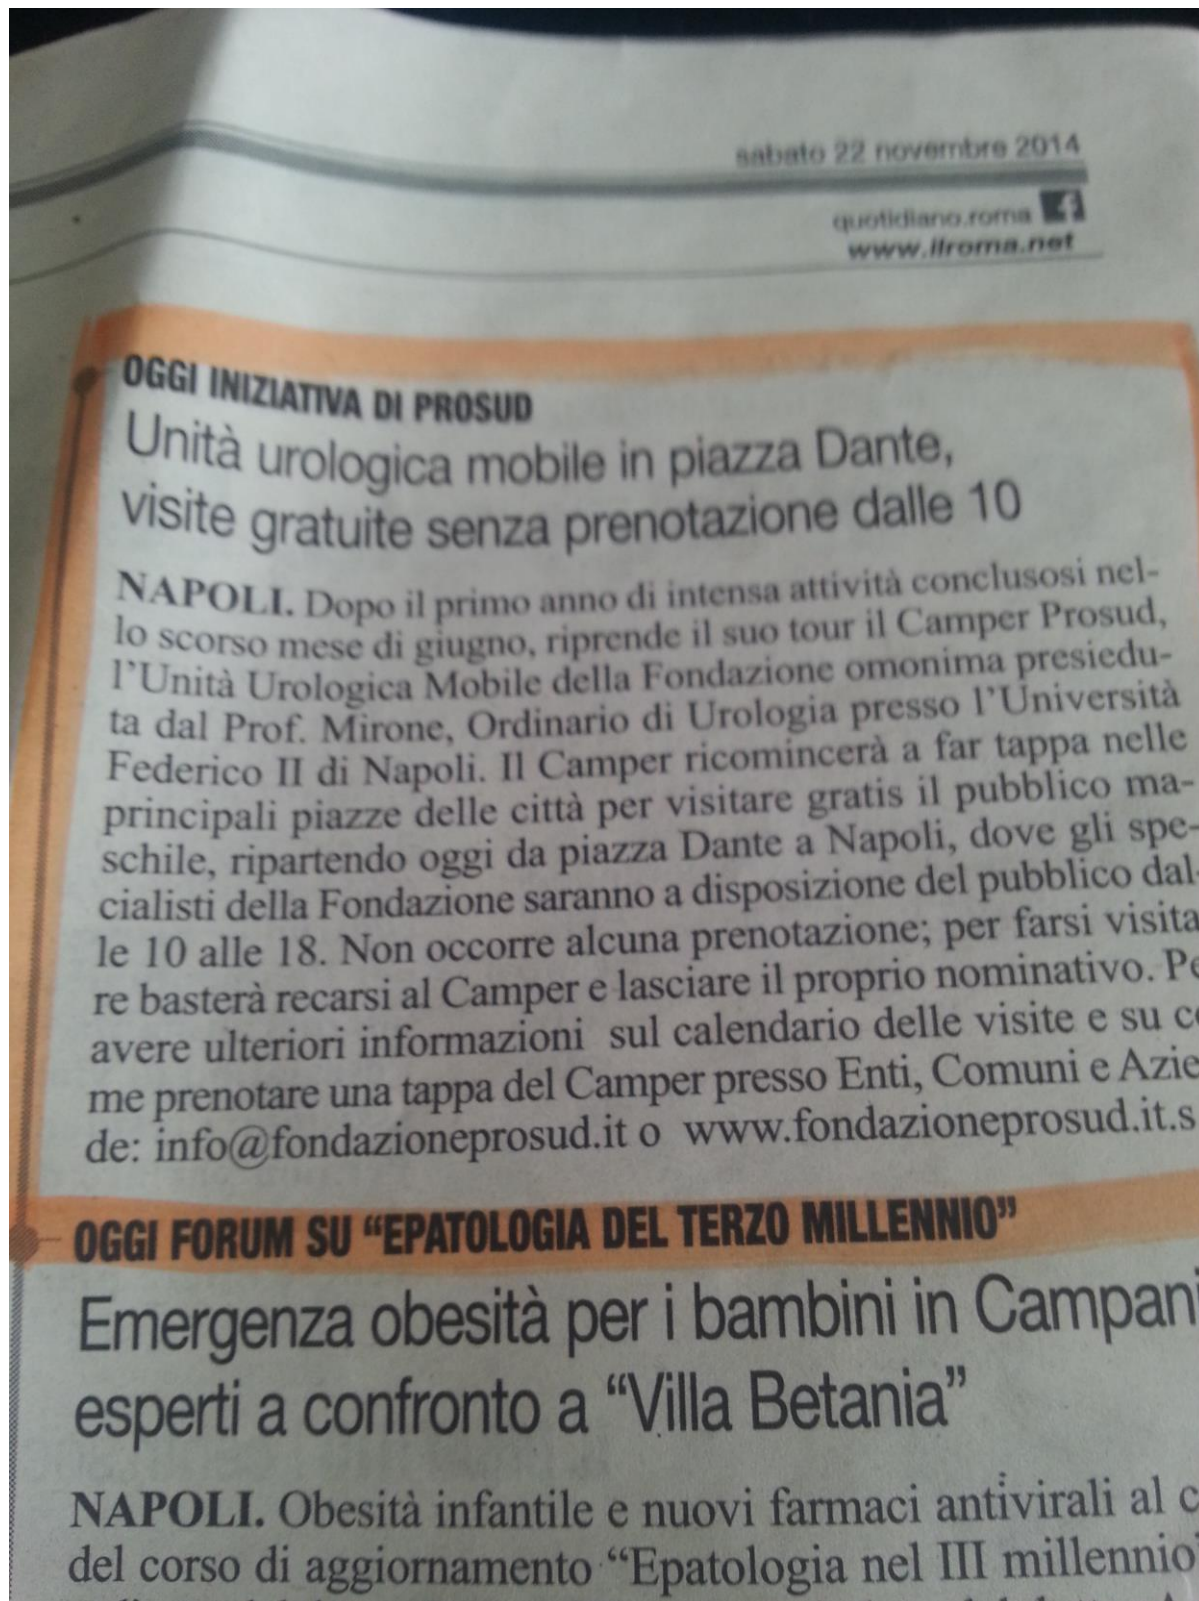 sabato 22 novembre 2014
quotidiano.roma f
www.ilroma.net
OGGI INIZIATIVA DI PROSUD
Unità urologica mobile in piazza Dante,
visite gratuite senza prenotazione dalle 10
NAPOLI. Dopo il primo anno di intensa attività conclusosi nel-
lo scorso mese di giugno, riprende il suo tour il Camper Prosud,
l'Unità Urologica Mobile della Fondazione omonima presiedu-
ta dal Prof. Mirone, Ordinario di Urologia presso l'Università
Federico II di Napoli. Il Camper ricomincerà a far tappa nelle
principali piazze delle città per visitare gratis il pubblico ma-
schile, ripartendo oggi da piazza Dante a Napoli, dove gli spe-
cialisti della Fondazione saranno a disposizione del pubblico dal-
le 10 alle 18. Non occorre alcuna prenotazione; per farsi visita
re basterà recarsi al Camper e lasciare il proprio nominativo. Pe
avere ulteriori informazioni sul calendario delle visite e su co
me prenotare una tappa del Camper presso Enti, Comuni e Azie
de: info@fondazioneprosud.it o www.fondazioneprosud.it.s
OGGI FORUM SU “EPATOLOGIA DEL TERZO MILLENNIO”
Emergenza obesità per i bambini in Campani
esperti a confronto a “Villa Betania”
NAPOLI. Obesità infantile e nuovi farmaci antivirali al c
del corso di aggiornamento “Epatologia nel III millennio”